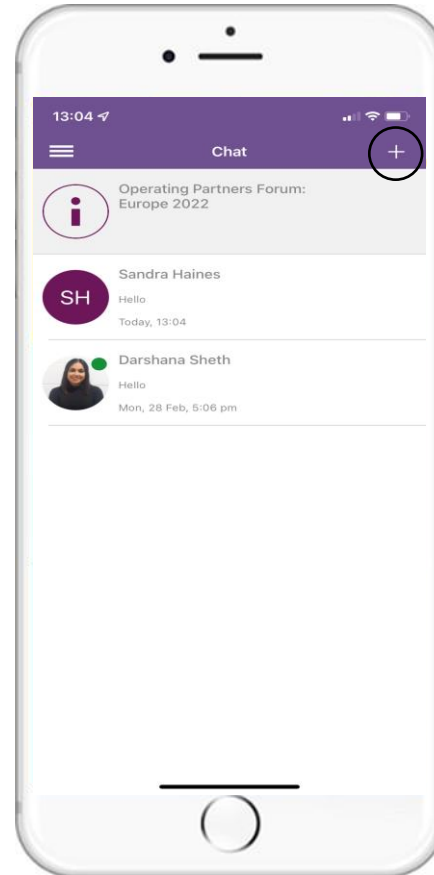 13:04
Chat
+
i
Operating Partners Forum:
Europe 2022
SH
Sandra Haines
Hello
Today, 13:04
Darshana Sheth
Hello
Mon, 28 Feb, 5:06 pm